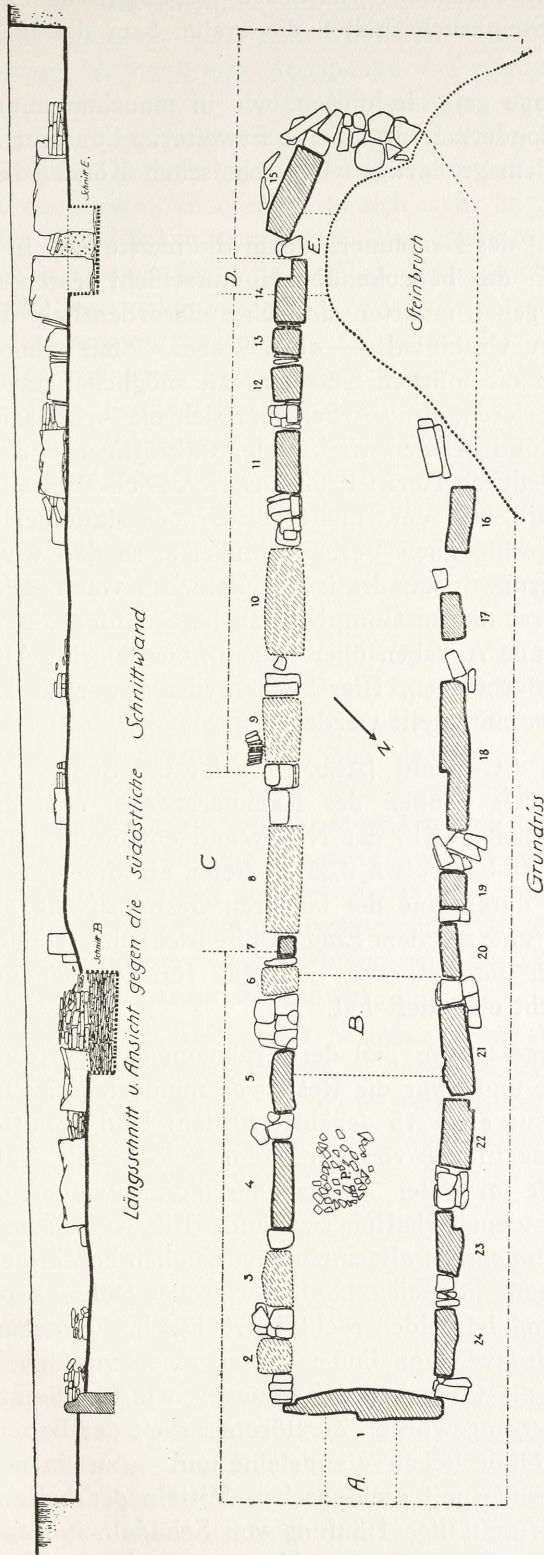 Schnitt B.
Schnitt E.
Längsschnitt u. Ansicht gegen die südöstliche Schnittwand
A.
B
C
D
E.
N
P.
1
2
3
4
5
6
7
8
9
10
11
12
13
14
15
16
17
18
19
20
21
22
23
24
Steinbruch
Grundriss